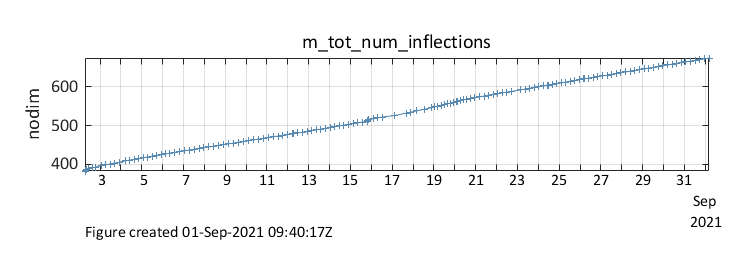 m_tot_num_inflections
nodim
600
500
400
3 5 7 9 11 13 15 17 19 21 23 25 27 29 31
Sep
2021
Figure created 01-Sep-2021 09:40:17Z